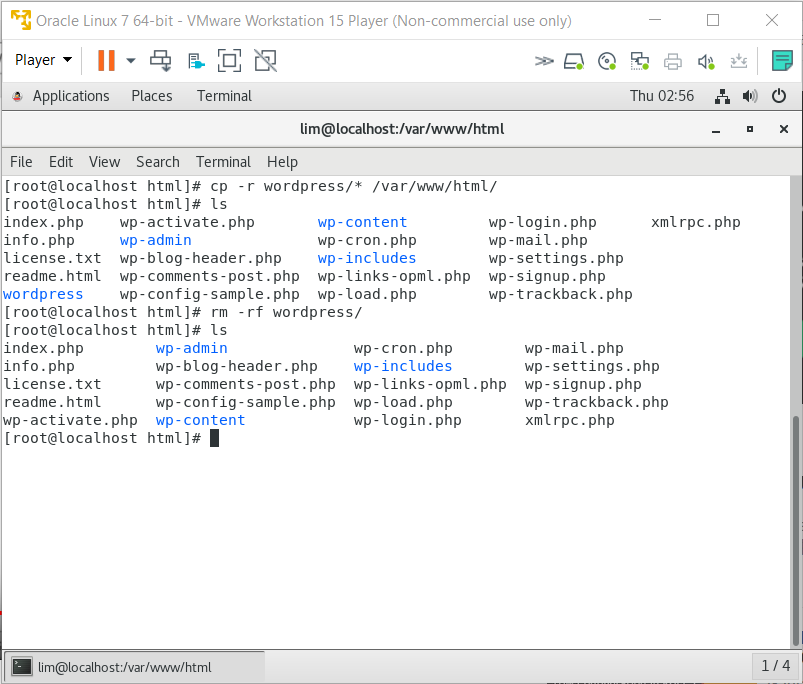 Oracle Linux 7 64-bit - VMware Workstation 15 Player (Non-commercial use only)
Player
Applications Places Terminal Thu 02:56
lim@localhost:/var/www/html
File Edit View Search Terminal Help
[root@localhost html]# cp -r wordpress/* /var/www/html/
[root@localhost html]# ls
index.php wp-activate.php wp-content wp-login.php xmlrpc.php
info.php wp-admin wp-cron.php wp-mail.php
license.txt wp-blog-header.php wp-includes wp-settings.php
readme.html wp-comments-post.php wp-links-opml.php wp-signup.php
wordpress wp-config-sample.php wp-load.php wp-trackback.php
[root@localhost html]# rm -rf wordpress/
[root@localhost html]# ls
index.php wp-admin wp-cron.php wp-mail.php
info.php wp-blog-header.php wp-includes wp-settings.php
license.txt wp-comments-post.php wp-links-opml.php wp-signup.php
readme.html wp-config-sample.php wp-load.php wp-trackback.php
wp-activate.php wp-content wp-login.php xmlrpc.php
[root@localhost html]#
lim@localhost:/var/www/html 1 / 4